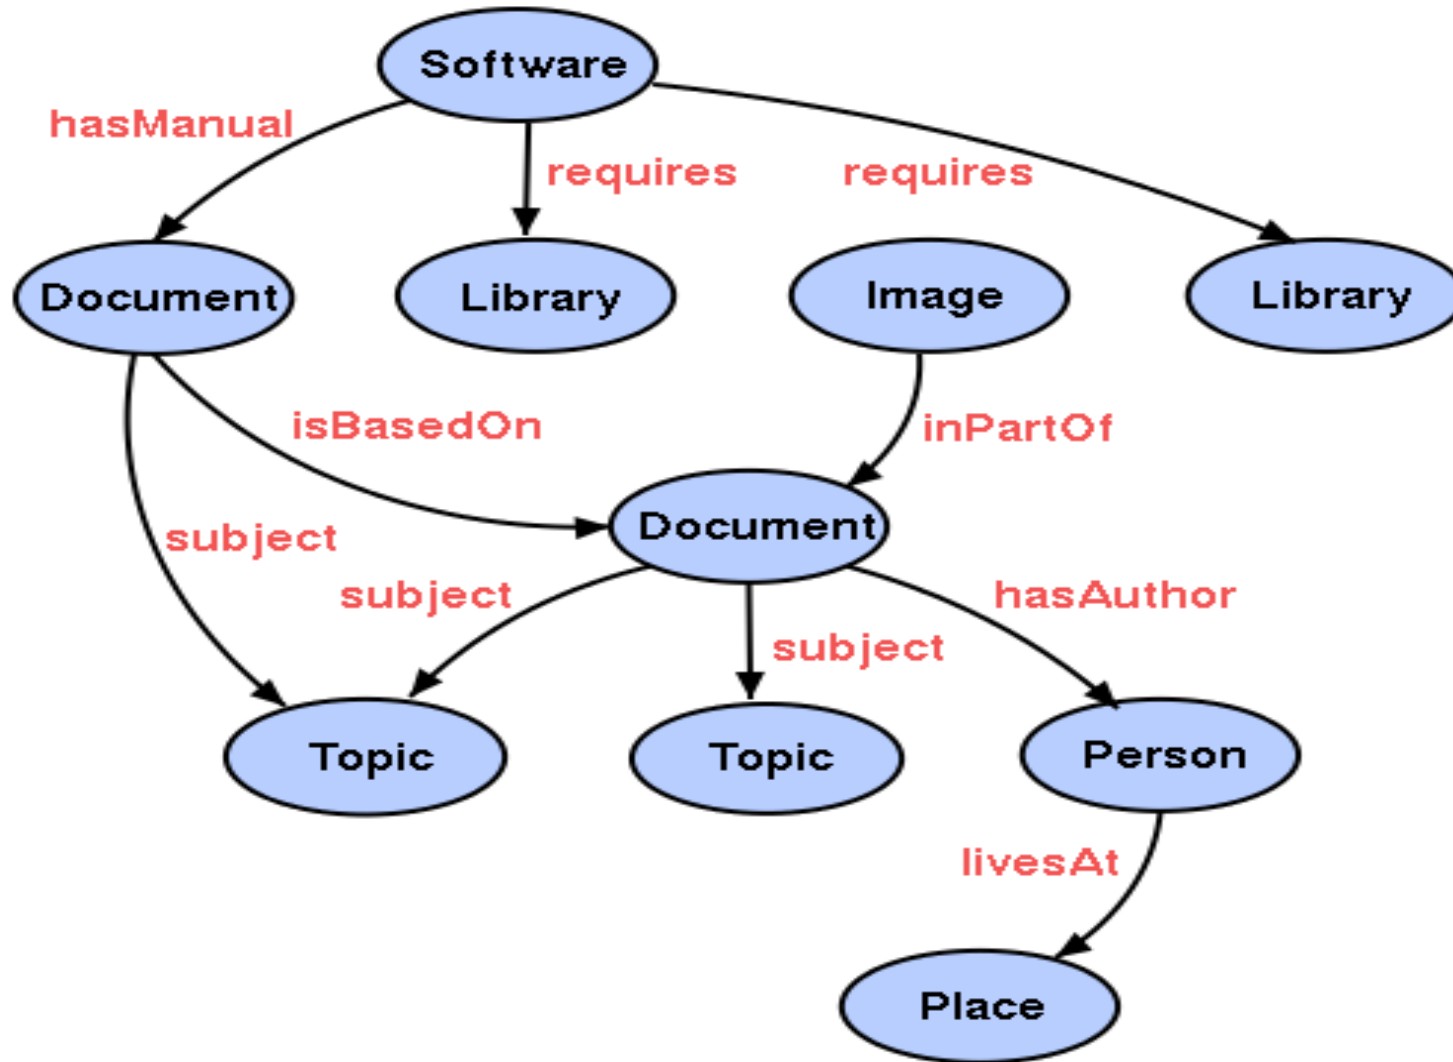 Software
hasManual
requires
requires
Document
Library
Image
Library
isBasedOn
inPartOf
Document
subject
subject
hasAuthor
subject
Topic
Topic
Person
livesAt
Place